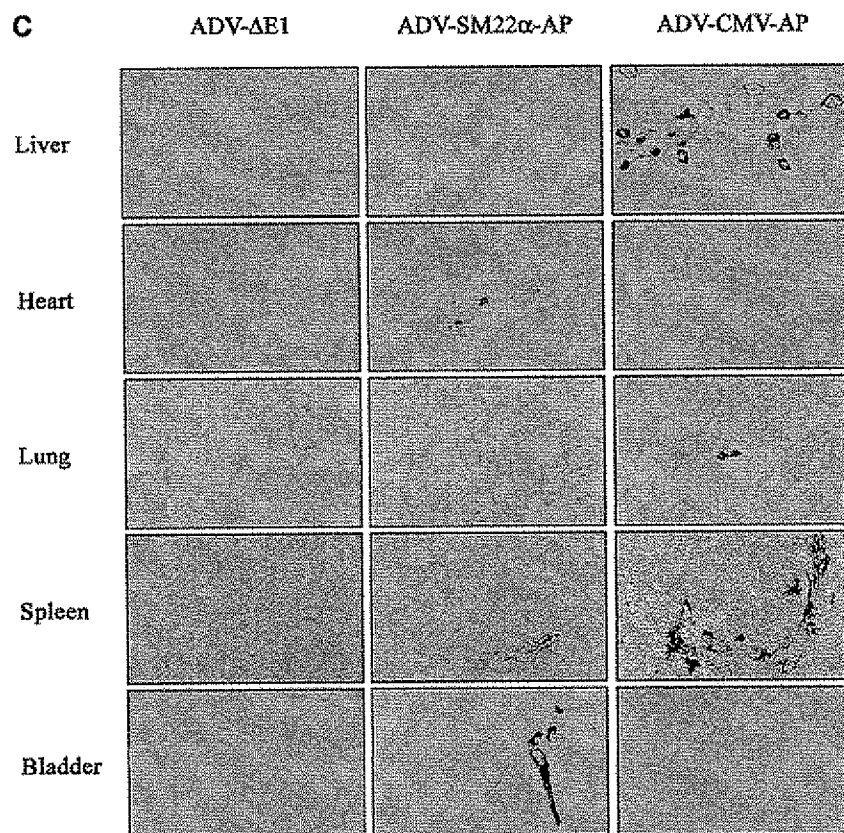 C
ADV-ΔE1 ADV-SM22α-AP ADV-CMV-AP
Liver
Heart
Lung
Spleen
Bladder